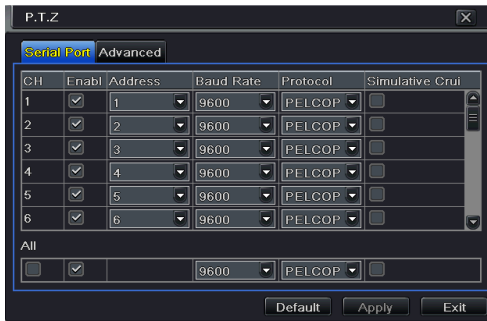 P.T.Z
Serial Port Advanced
CH Enabl Address Baud Rate Protocol Simulative Crui
1 1 9600 PELCOP
2 2 9600 PELCOP
3 3 9600 PELCOP
4 4 9600 PELCOP
5 5 9600 PELCOP
6 6 9600 PELCOP
All
9600 PELCOP
Default Apply Exit